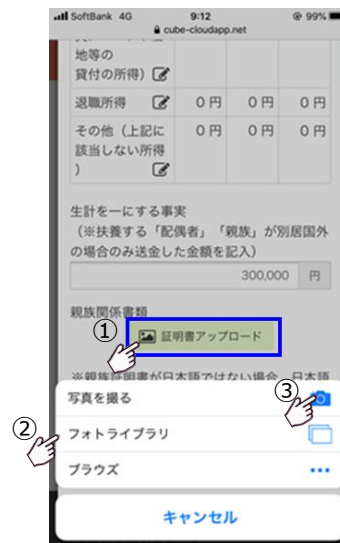 SoftBank 4G 9:12 99%
cube-cloudapp.net
地等の
貸付の所得）
退職所得 0 円 0 円 0 円
その他（上記に 0 円 0 円 0 円
該当しない所得
）
生計を一にする事実
（※扶養する「配偶者」「親族」が別居国外
の場合のみ送金した金額を記入）
300,000 円
親族関係書類
① 証明書アップロード
※親族証明書が日本語ではない場合、日本語
写真を撮る ③
② フォトライブラリ
ブラウズ
キャンセル